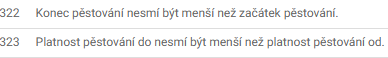 322 Konec pěstování nesmí být menší než začátek pěstování.
323 Platnost pěstování do nesmí být menší než platnost pěstování od.